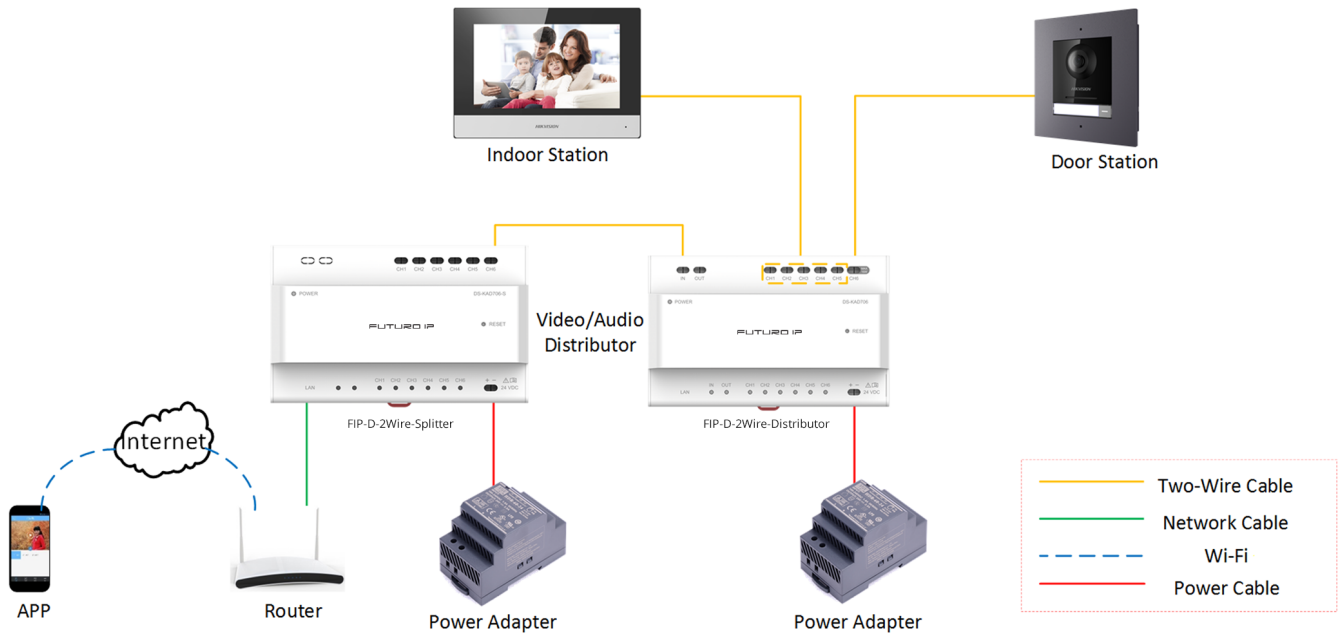 HIKVISION
Indoor Station
HIKVISION
Door Station
CH1 CH2 CH3 CH4 CH5 CH6
POWER
DS-KAD706-S
FUTURO IP
RESET
LAN
CH1 CH2 CH3 CH4 CH5 CH6
+ −
24 VDC
FIP-D-2Wire-Splitter
Video/Audio
Distributor
IN OUT
CH1 CH2 CH3 CH4 CH5 CH6
POWER
DS-KAD706
FUTURO IP
RESET
LAN
IN OUT CH1 CH2 CH3 CH4 CH5 CH6
+ −
24 VDC
FIP-D-2Wire-Distributor
Internet
APP
Router
Power Adapter
Power Adapter
Two-Wire Cable
Network Cable
Wi-Fi
Power Cable